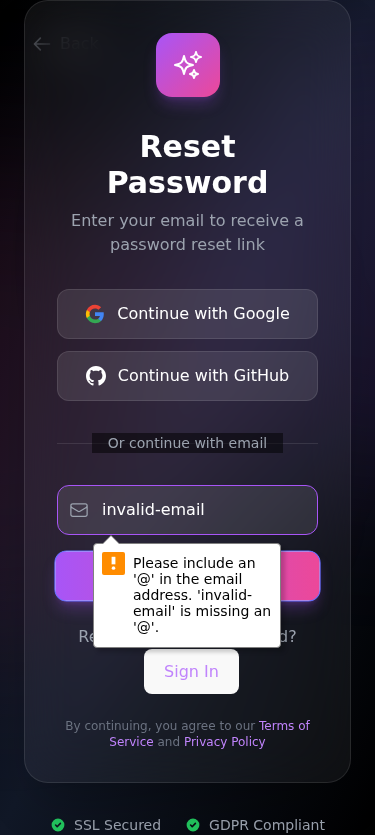 Back
Reset
Password
Enter your email to receive a
password reset link
Continue with Google
Continue with GitHub
Or continue with email
invalid-email
Please include an
'@' in the email
address. 'invalid-
email' is missing an
'@'.
Sign In
By continuing, you agree to our Terms of
Service and Privacy Policy
SSL Secured
GDPR Compliant